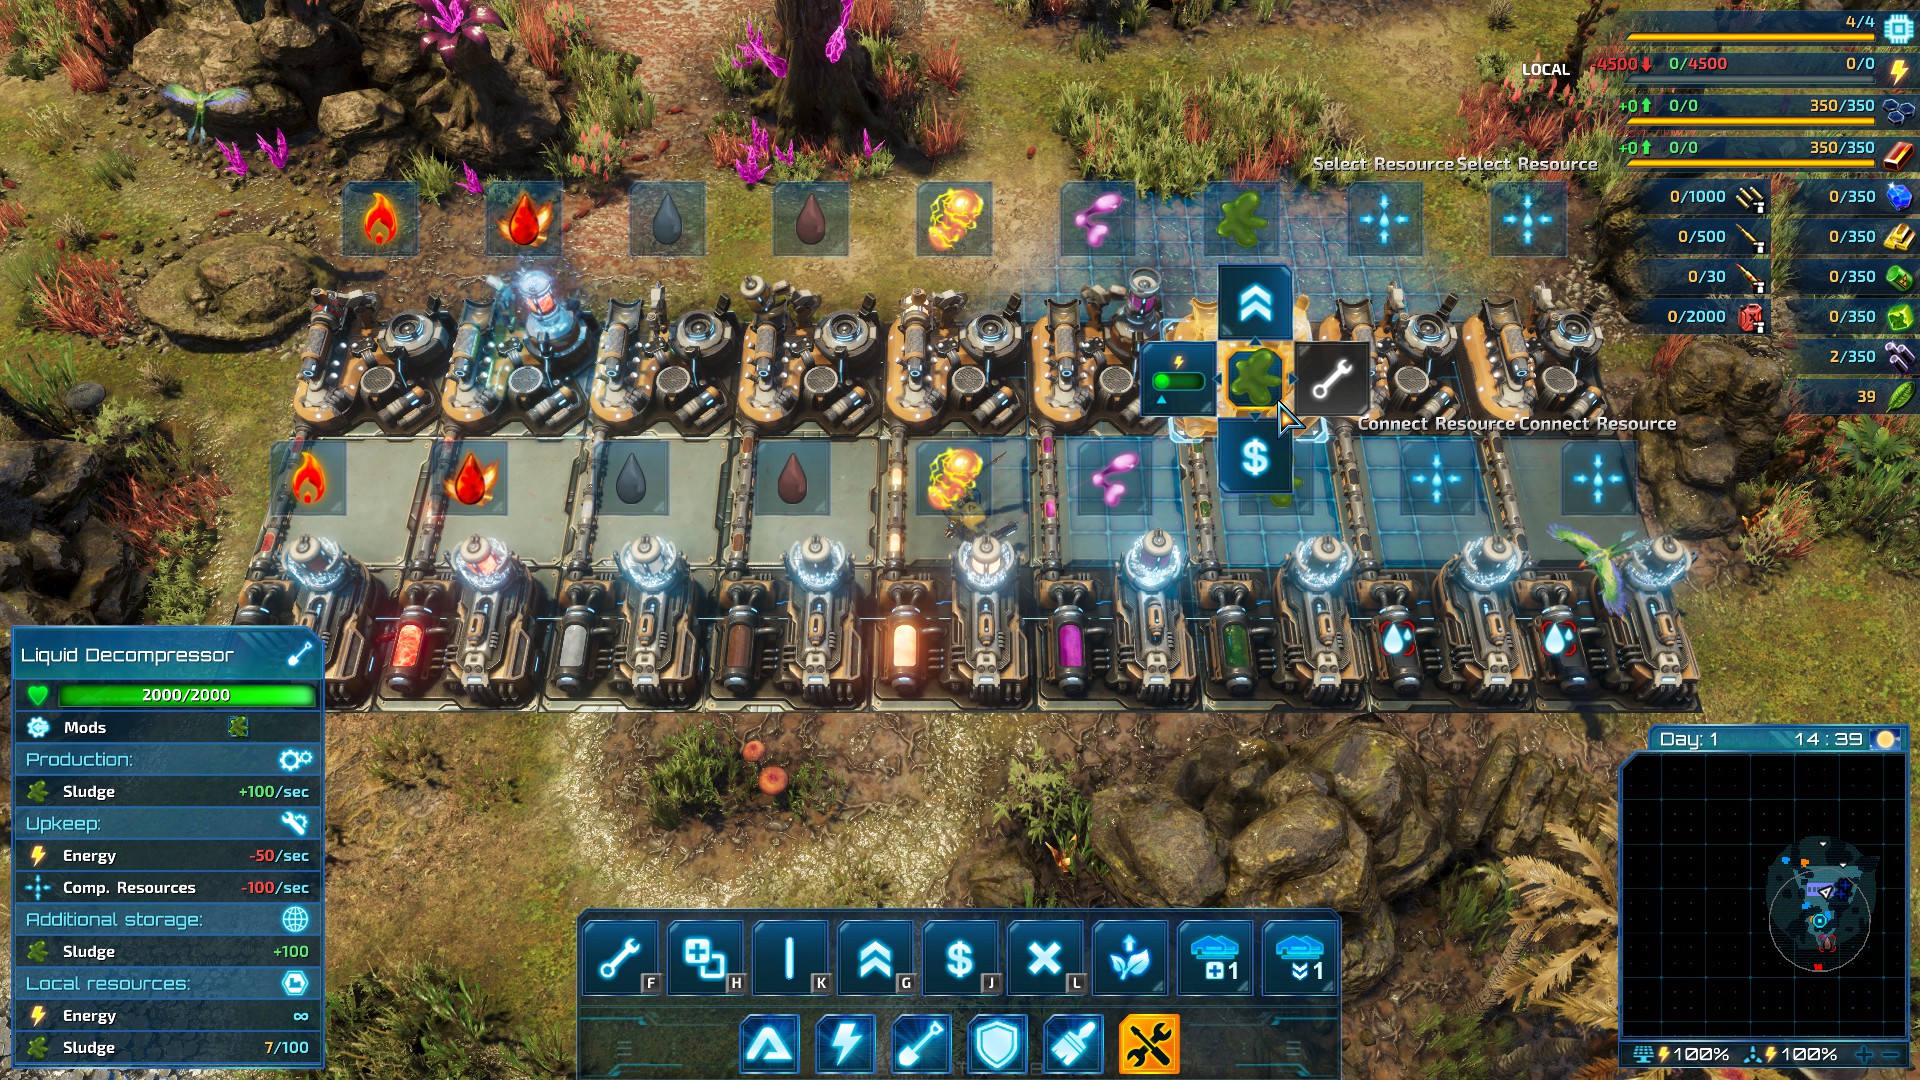 4/4
LOCAL
-4500 0/4500 0/0
+0 0/0 350/350
+0 0/0 350/350
Select Resource Select Resource
0/1000 0/350
0/500 0/350
0/30 0/350
0/2000 0/350
2/350
39
$
Connect Resource Connect Resource
Liquid Decompressor
2000/2000
Mods
Production:
Sludge +100/sec
Upkeep:
Energy -50/sec
Comp. Resources -100/sec
Additional storage:
Sludge +100
Local resources:
Energy ∞
Sludge 7/100
F H K G $ J L 1 1
Day: 1 14:39
100% 100%